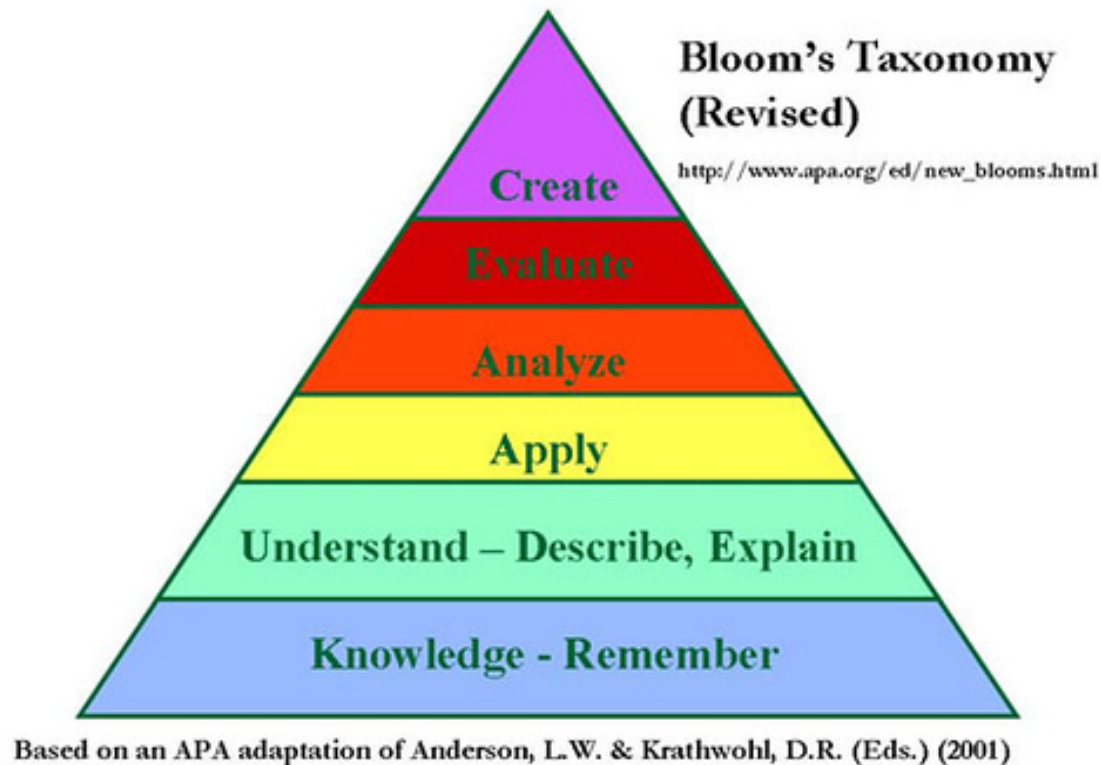 Bloom's Taxonomy
(Revised)
http://www.apa.org/ed/new_blooms.html
Create
Evaluate
Analyze
Apply
Understand – Describe, Explain
Knowledge - Remember
Based on an APA adaptation of Anderson, L.W. & Krathwohl, D.R. (Eds.) (2001)